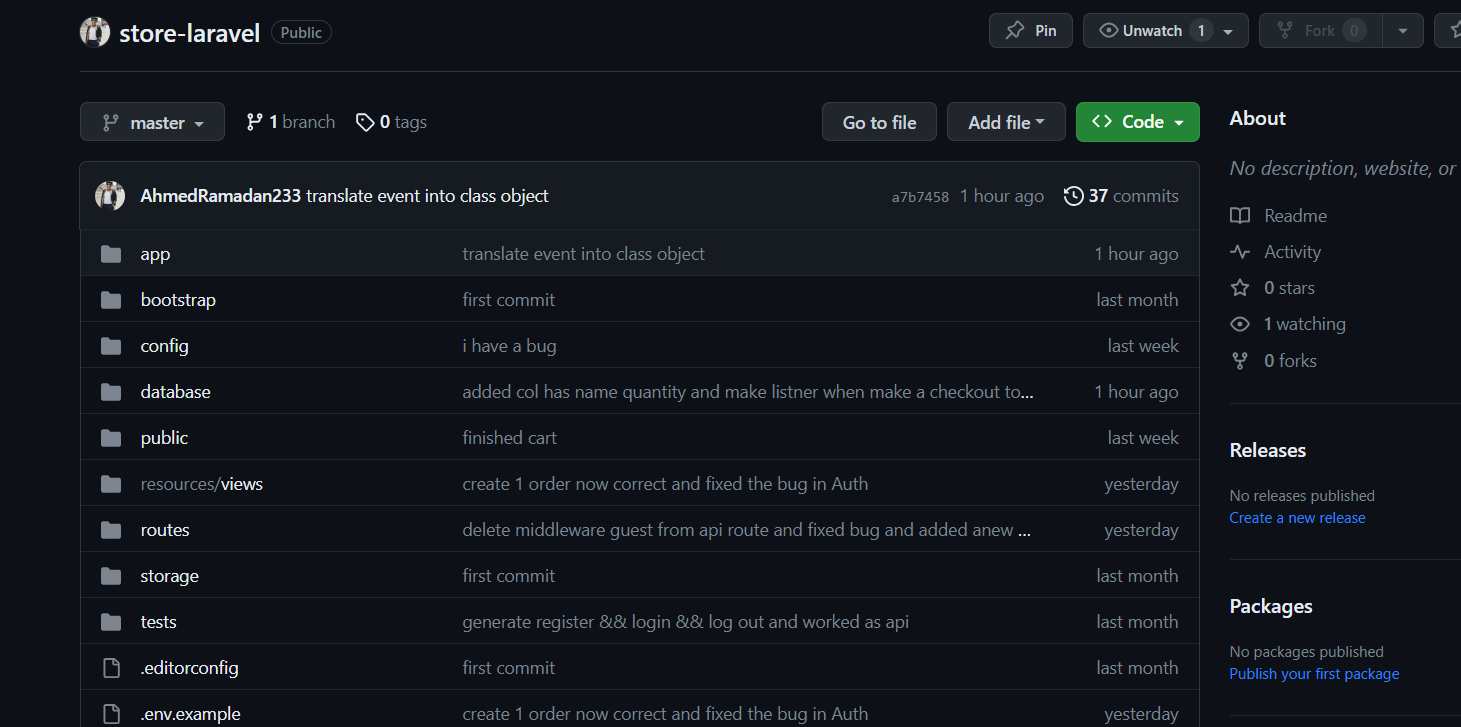 store-laravel Public Pin Unwatch 1 Fork 0
master 1 branch 0 tags Go to file Add file Code
AhmedRamadan233 translate event into class object a7b7458 1 hour ago 37 commits
app translate event into class object 1 hour ago
bootstrap first commit last month
config i have a bug last week
database added col has name quantity and make listner when make a checkout to... 1 hour ago
public finished cart last week
resources/views create 1 order now correct and fixed the bug in Auth yesterday
routes delete middleware guest from api route and fixed bug and added anew ... yesterday
storage first commit last month
tests generate register && login && log out and worked as api last month
.editorconfig first commit last month
.env.example create 1 order now correct and fixed the bug in Auth yesterday
About
No description, website, or
Readme
Activity
0 stars
1 watching
0 forks
Releases
No releases published
Create a new release
Packages
No packages published
Publish your first package